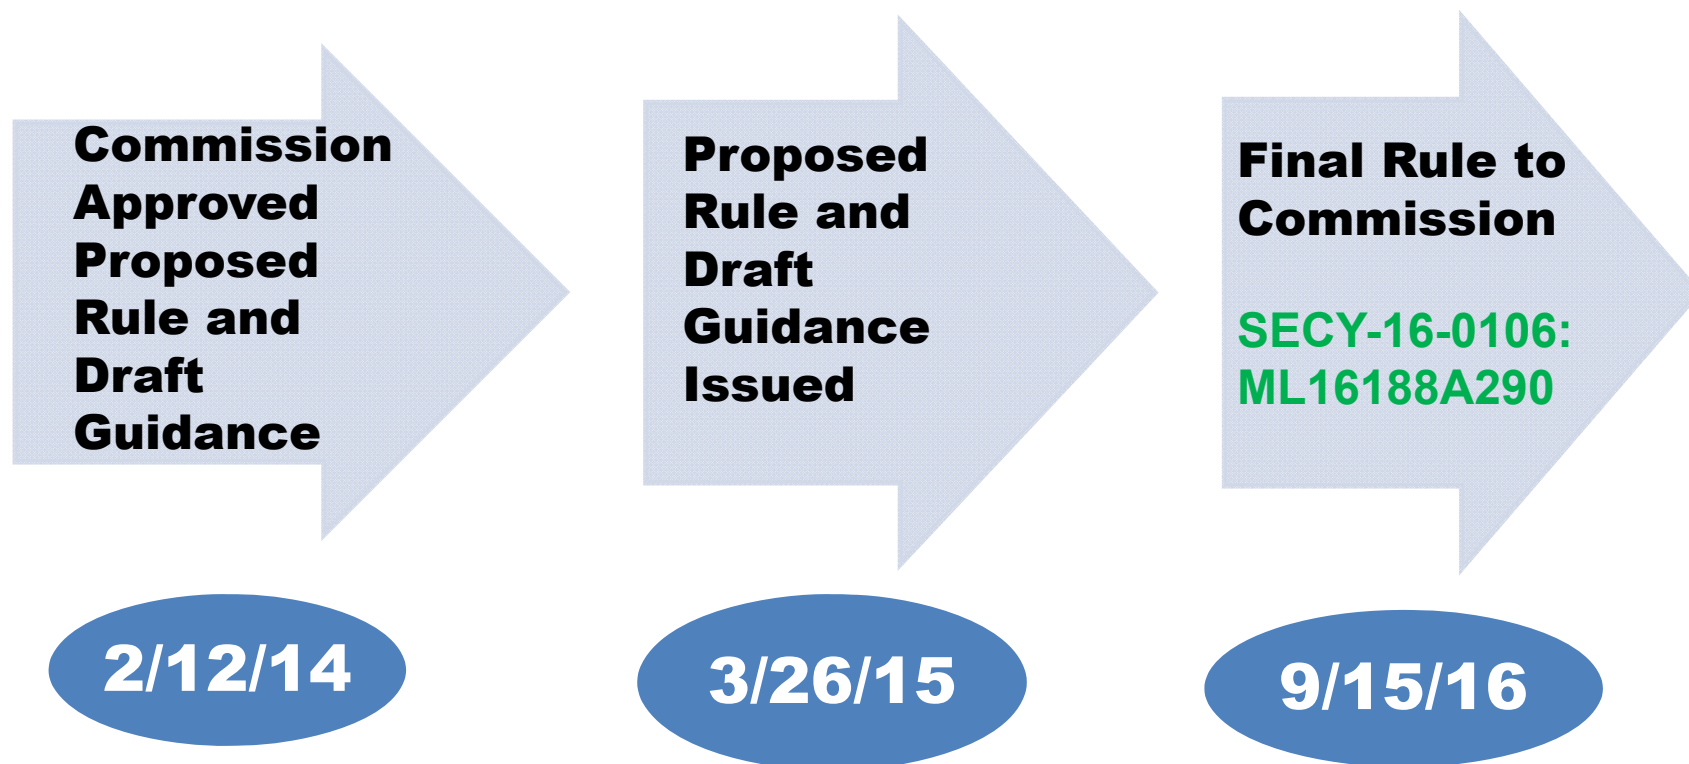 Commission
Approved
Proposed
Rule and
Draft
Guidance
2/12/14
Proposed
Rule and
Draft
Guidance
Issued
3/26/15
Final Rule to
Commission
SECY-16-0106:
ML16188A290
9/15/16